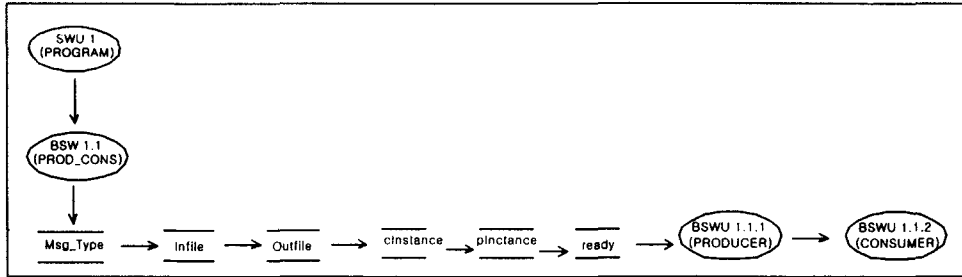 SWU 1
(PROGRAM)
BSW 1.1
(PROD_CONS)
Msg_Type
Infile
Outfile
cInstance
pInctance
ready
BSWU 1.1.1
(PRODUCER)
BSWU 1.1.2
(CONSUMER)